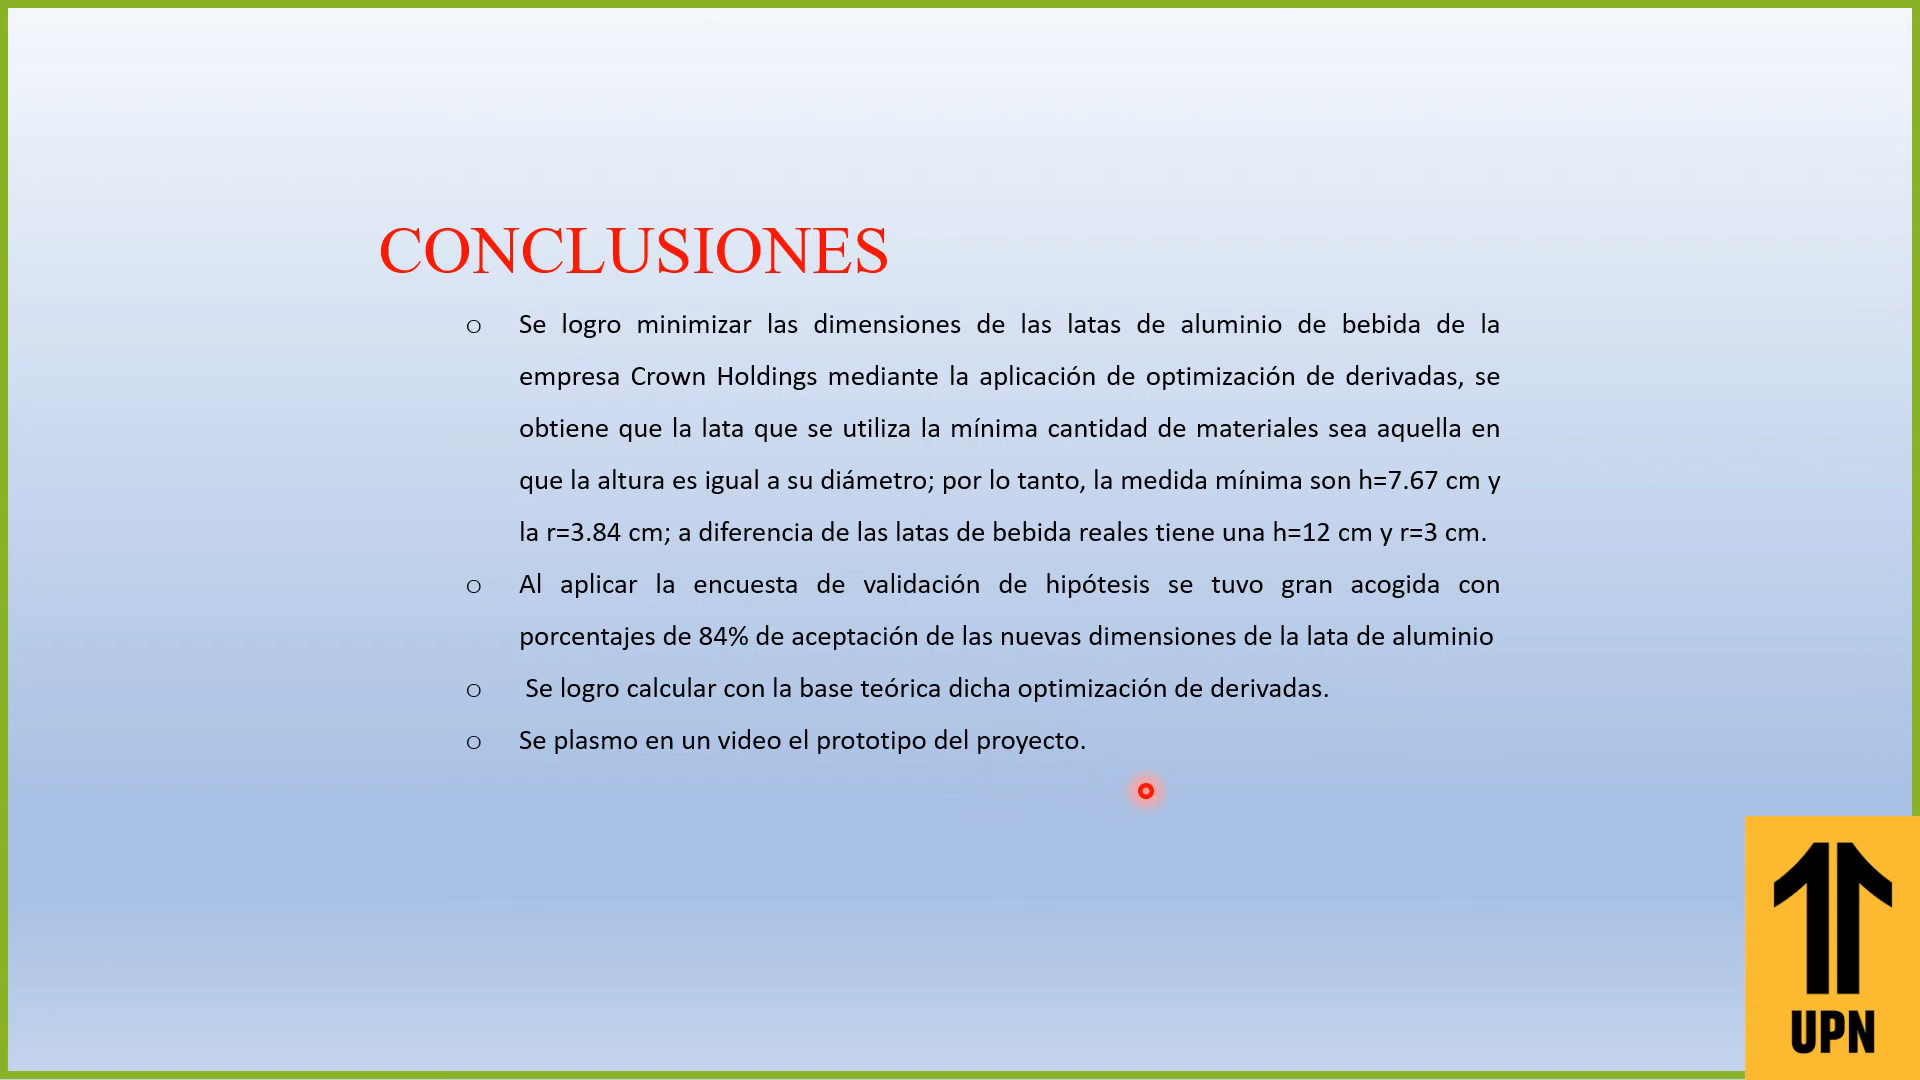 CONCLUSIONES
o Se logro minimizar las dimensiones de las latas de aluminio de bebida de la
empresa Crown Holdings mediante la aplicación de optimización de derivadas, se
obtiene que la lata que se utiliza la mínima cantidad de materiales sea aquella en
que la altura es igual a su diámetro; por lo tanto, la medida mínima son h=7.67 cm y
la r=3.84 cm; a diferencia de las latas de bebida reales tiene una h=12 cm y r=3 cm.
o Al aplicar la encuesta de validación de hipótesis se tuvo gran acogida con
porcentajes de 84% de aceptación de las nuevas dimensiones de la lata de aluminio
o Se logro calcular con la base teórica dicha optimización de derivadas.
o Se plasmo en un video el prototipo del proyecto.
UPN